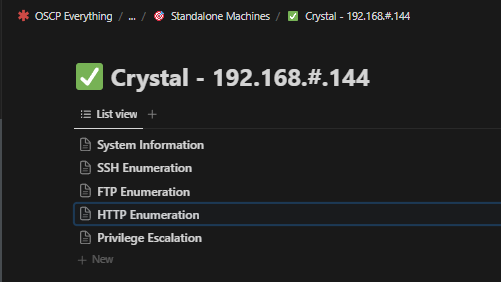 OSCP Everything / ... / Standalone Machines / Crystal - 192.168.#.144
Crystal - 192.168.#.144
List view
System Information
SSH Enumeration
FTP Enumeration
HTTP Enumeration
Privilege Escalation
+ New